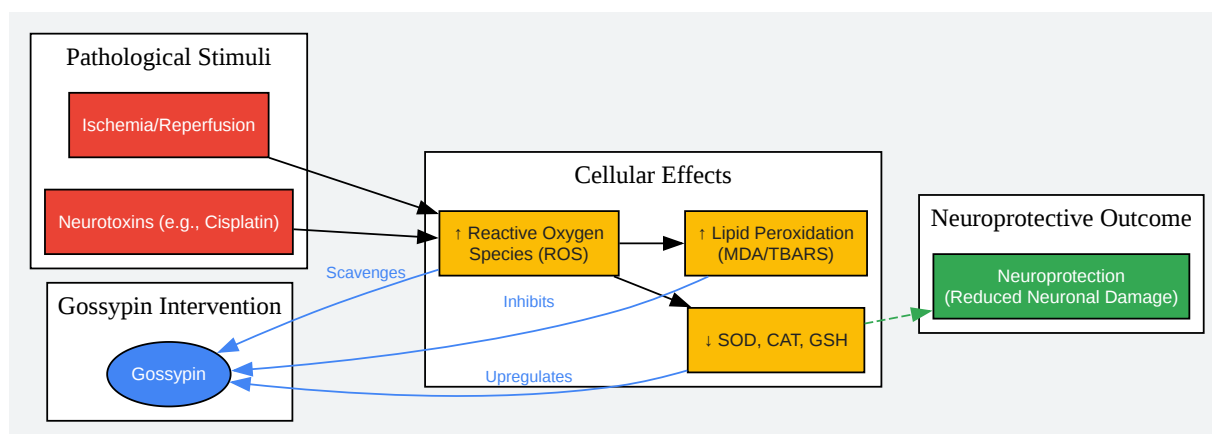 Pathological Stimuli
Ischemia/Reperfusion
Neurotoxins (e.g., Cisplatin)
Gossypin Intervention
Gossypin
Scavenges
Inhibits
Upregulates
Cellular Effects
↑ Reactive Oxygen
Species (ROS)
↑ Lipid Peroxidation
(MDA/TBARS)
↓ SOD, CAT, GSH
Neuroprotective Outcome
Neuroprotection
(Reduced Neuronal Damage)